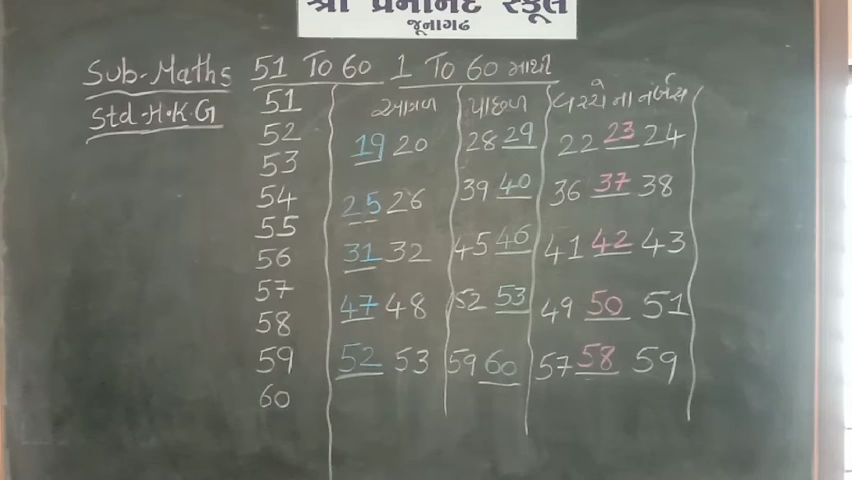 શ્રી પ્રેમાનંદ સ્કૂલ
જૂનાગઢ
Sub-Maths 51 To 60 1 To 60 માથી
Std-H.K.G 51 આગળ પાછળ વચ્ચે ના નંબર્સ
52 19 20 28 29 22 23 24
53
54 25 26 39 40 36 37 38
55
56 31 32 45 46 41 42 43
57
58 47 48 52 53 49 50 51
59 52 53 59 60 57 58 59
60